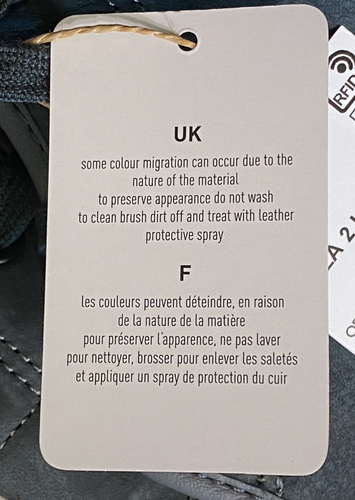 UK
some colour migration can occur due to the
nature of the material
to preserve appearance do not wash
to clean brush dirt off and treat with leather
protective spray
F
les couleurs peuvent déteindre, en raison
de la nature de la matière
pour préserver l'apparence, ne pas laver
pour nettoyer, brosser pour enlever les saletés
et appliquer un spray de protection du cuir
RFID